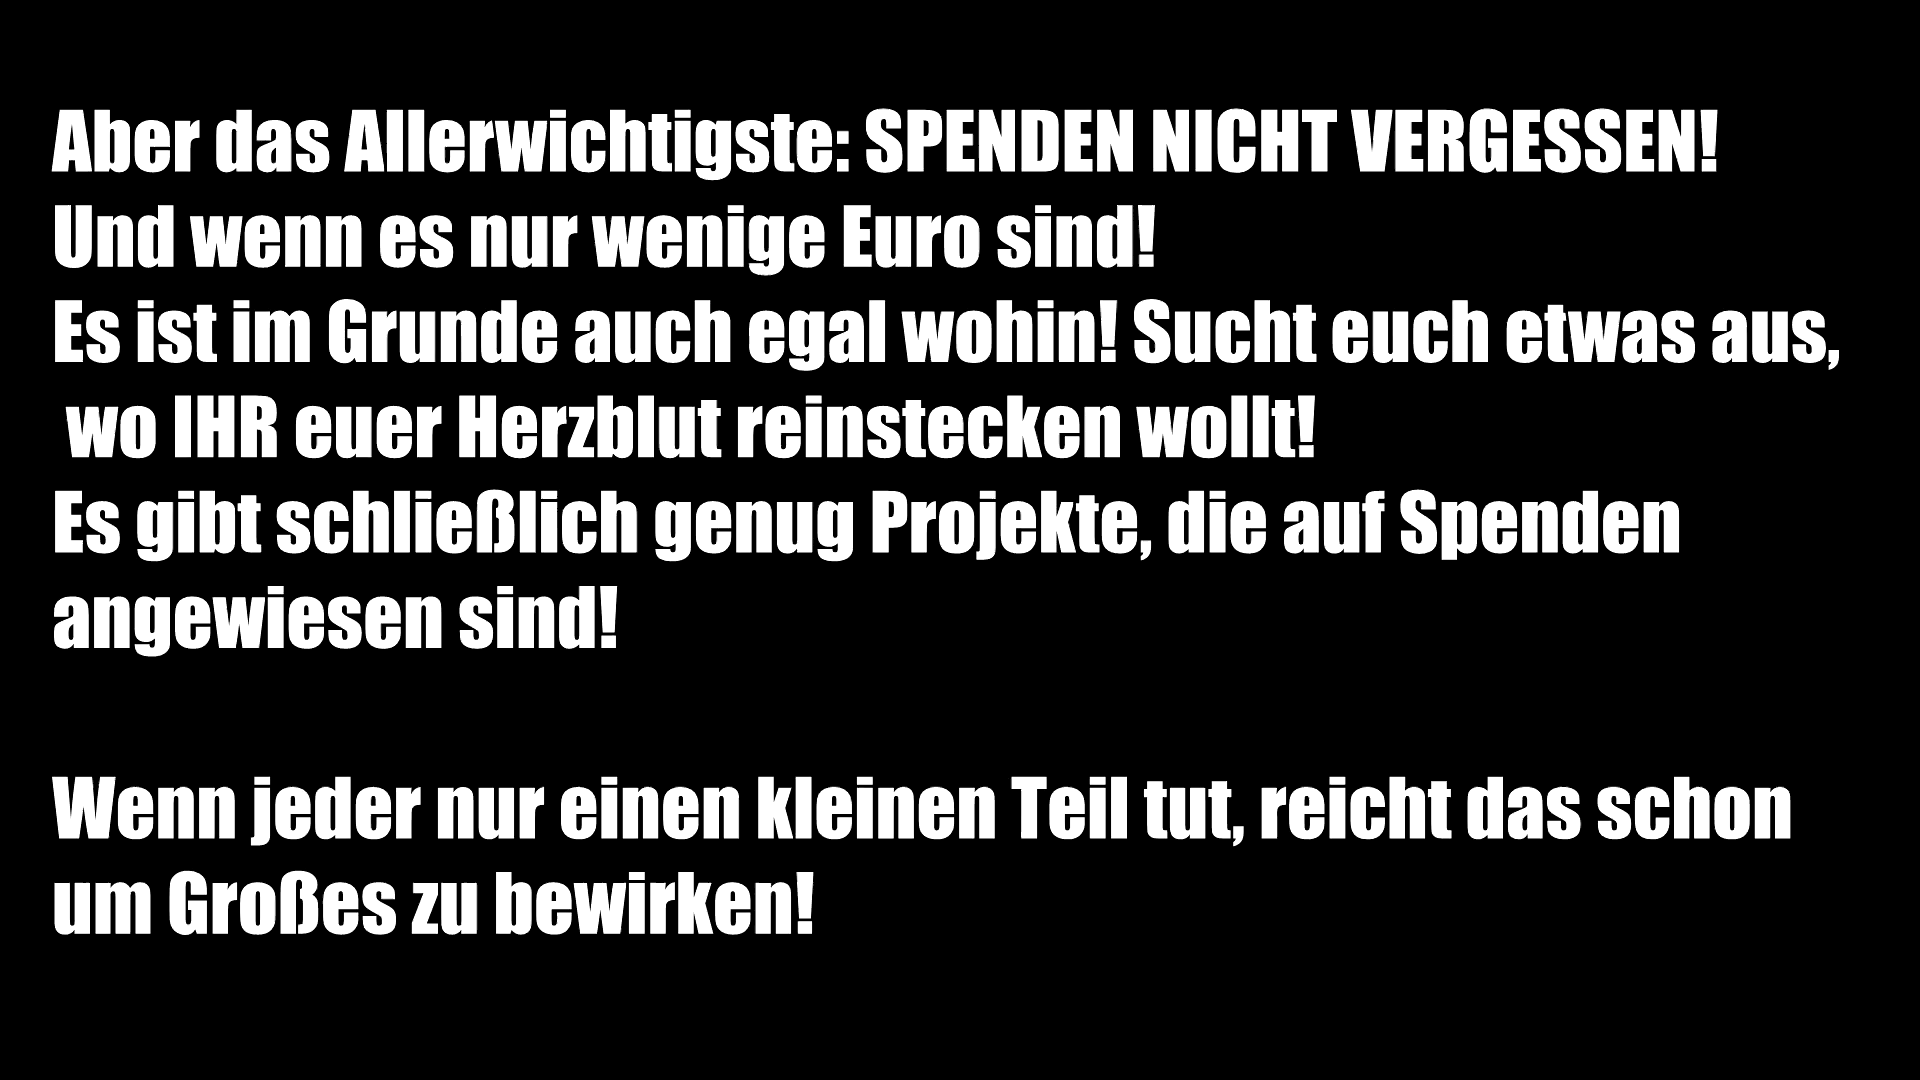 Aber das Allerwichtigste: SPENDEN NICHT VERGESSEN!
Und wenn es nur wenige Euro sind!
Es ist im Grunde auch egal wohin! Sucht euch etwas aus,
wo IHR euer Herzblut reinstecken wollt!
Es gibt schließlich genug Projekte, die auf Spenden
angewiesen sind!
Wenn jeder nur einen kleinen Teil tut, reicht das schon
um Großes zu bewirken!